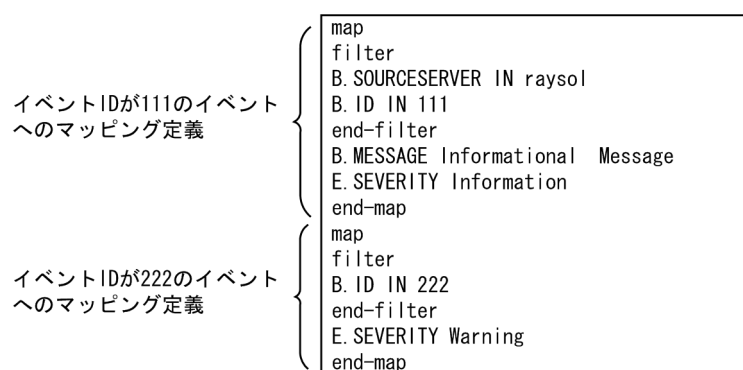 イベントIDが111のイベント
へのマッピング定義
map
filter
B.SOURCESERVER IN raysol
B.ID IN 111
end-filter
B.MESSAGE Informational  Message
E.SEVERITY Information
end-map
イベントIDが222のイベント
へのマッピング定義
map
filter
B.ID IN 222
end-filter
E.SEVERITY Warning
end-map